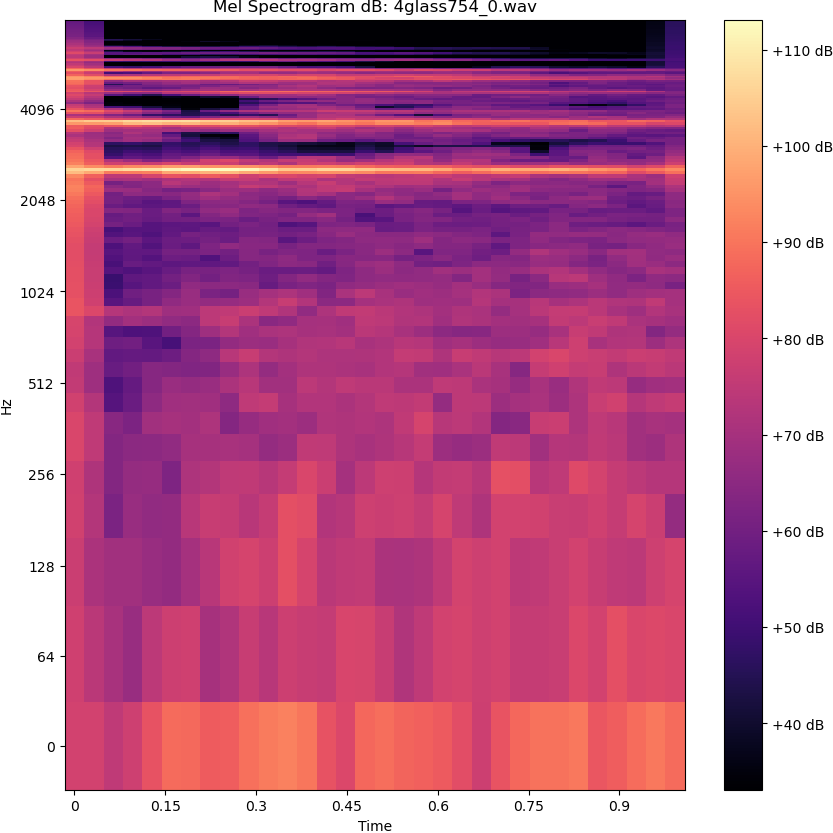 Mel Spectrogram dB: 4glass754_0.wav
Hz
4096
2048
1024
512
256
128
64
0
0
0.15
0.3
0.45
0.6
0.75
0.9
Time
+110 dB
+100 dB
+90 dB
+80 dB
+70 dB
+60 dB
+50 dB
+40 dB